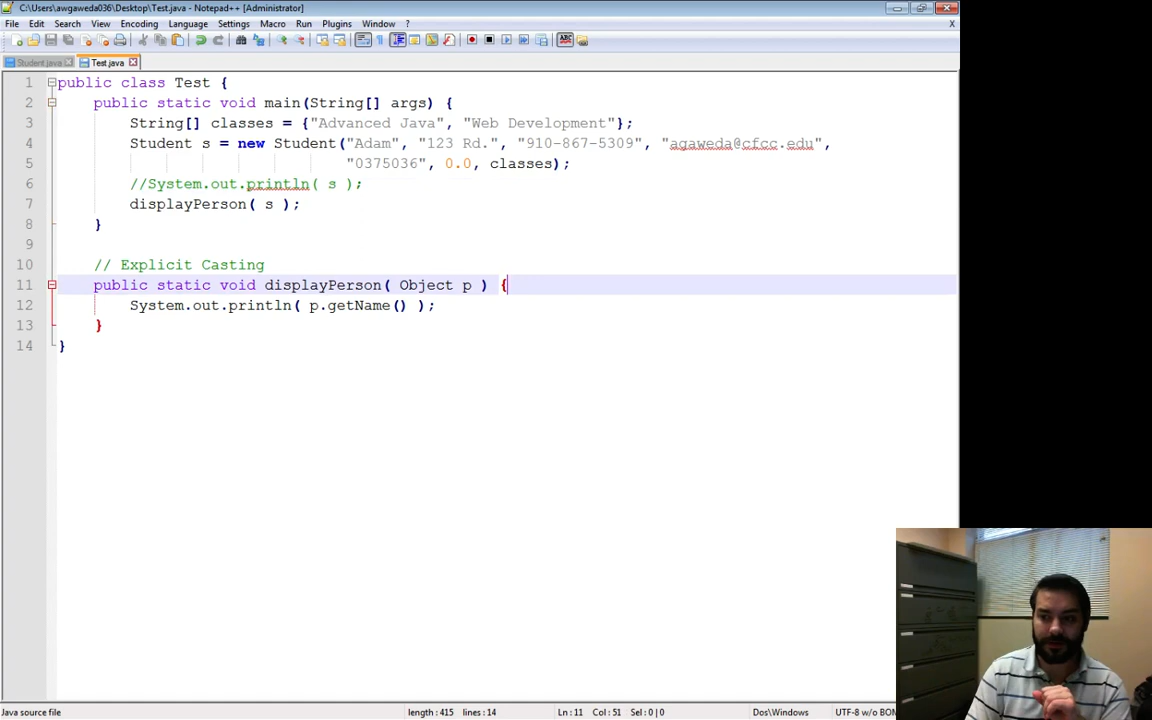 C:\Users\awgaweda036\Desktop\Test.java - Notepad++ [Administrator]
File Edit Search View Encoding Language Settings Macro Run Plugins Window ? X
Student.java Test.java
1 public class Test {
2 public static void main(String[] args) {
3 String[] classes = {"Advanced Java", "Web Development"};
4 Student s = new Student("Adam", "123 Rd.", "910-867-5309", "agaweda@cfcc.edu",
5 "0375036", 0.0, classes);
6 //System.out.println( s );
7 displayPerson( s );
8 }
9
10 // Explicit Casting
11 public static void displayPerson( Object p ) {
12 System.out.println( p.getName() );
13 }
14 }
Java source file length : 415 lines : 14 Ln : 11 Col : 51 Sel : 0 | 0 Dos\Windows UTF-8 w/o BOM